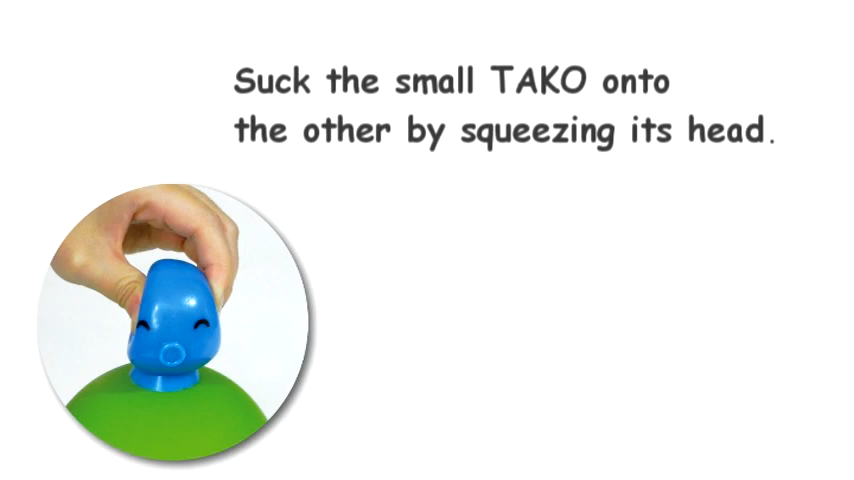 Suck the small TAKO onto
the other by squeezing its head.